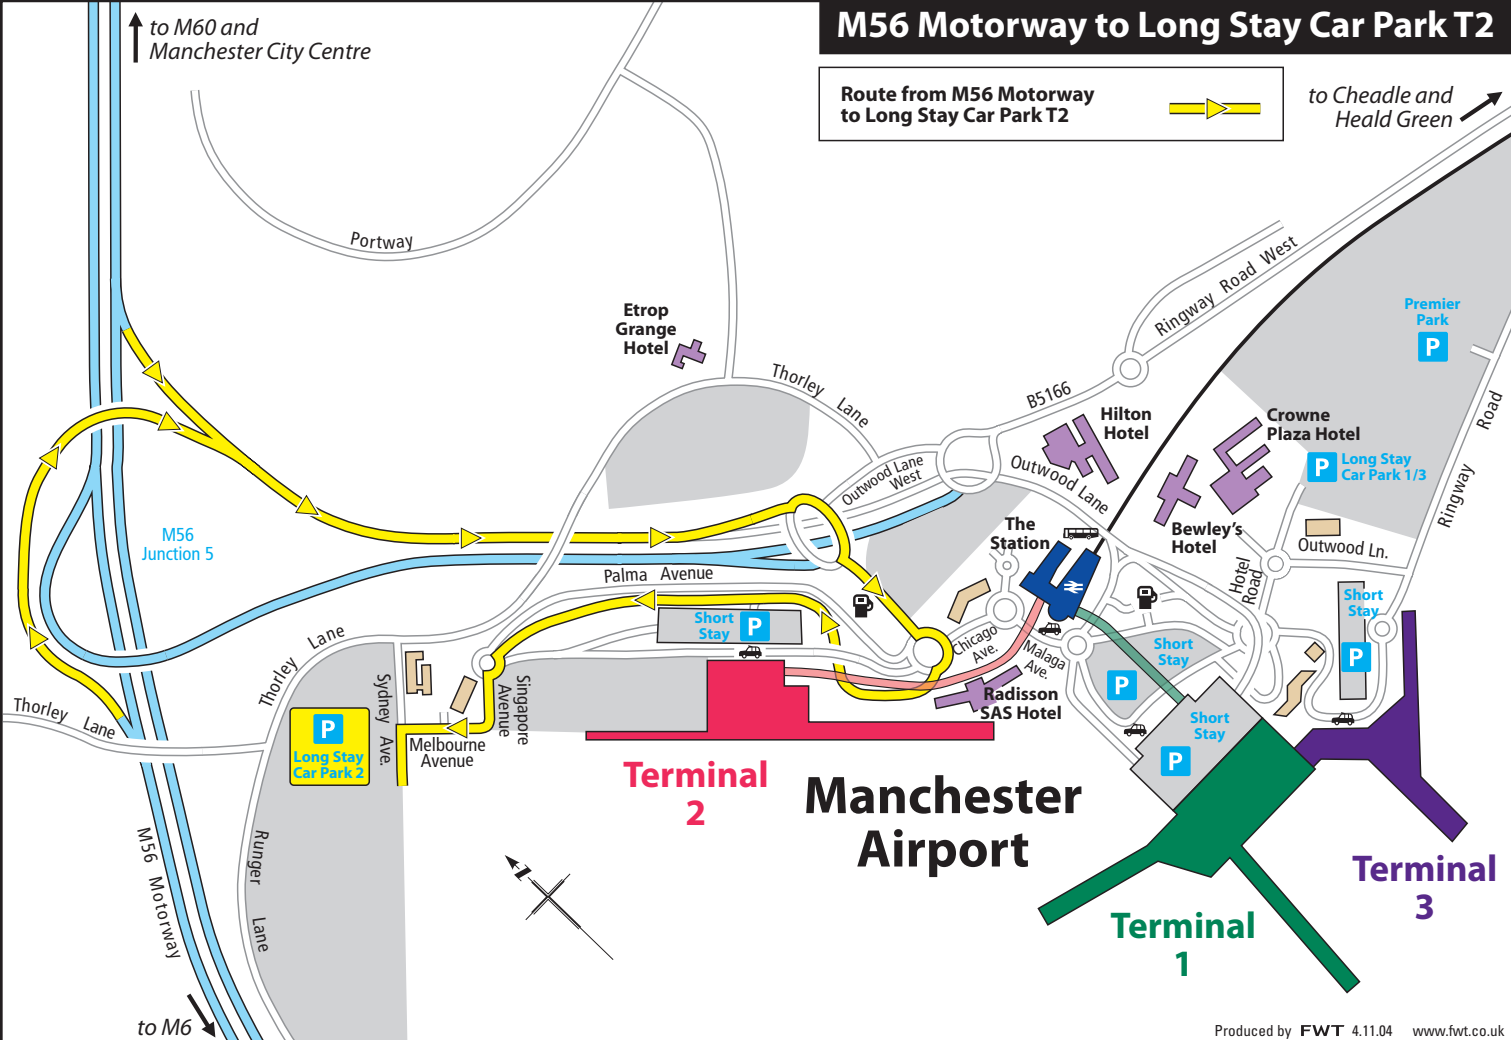 M56 Motorway to Long Stay Car Park T2
to M60 and
Manchester City Centre
Route from M56 Motorway
to Long Stay Car Park T2
to Cheadle and
Heald Green
Portway
Ringway Road West
Etrop
Grange
Hotel
Premier
Park
P
Thorley Lane
B5166
Hilton
Hotel
Crowne
Plaza Hotel
Ringway Road
Outwood Lane
West
Outwood Lane
P
Long Stay
Car Park 1/3
M56
Junction 5
The
Station
Bewley's
Hotel
Outwood Ln.
Hotel
Road
Palma Avenue
Short
Stay
P
Short
Stay
P
Thorley Lane
Chicago
Ave.
Malaga
Ave.
Short
Stay
P
Radisson
SAS Hotel
Thorley Lane
Sydney Ave.
Singapore
Avenue
P
Long Stay
Car Park 2
Melbourne
Avenue
Short
Stay
P
Terminal
2
Manchester
Airport
Terminal
3
Terminal
1
M56 Motorway
Runger Lane
N
to M6
Produced by FWT 4.11.04 www.fwt.co.uk